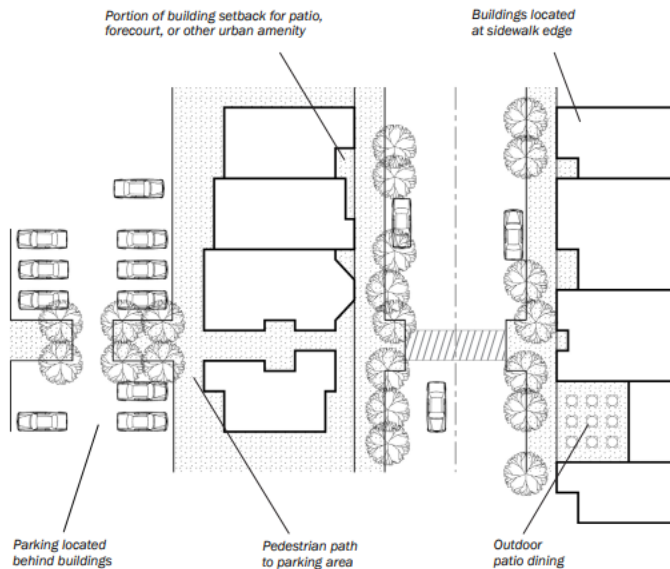 Portion of building setback for patio,
forecourt, or other urban amenity
Buildings located
at sidewalk edge
Parking located
behind buildings
Pedestrian path
to parking area
Outdoor
patio dining